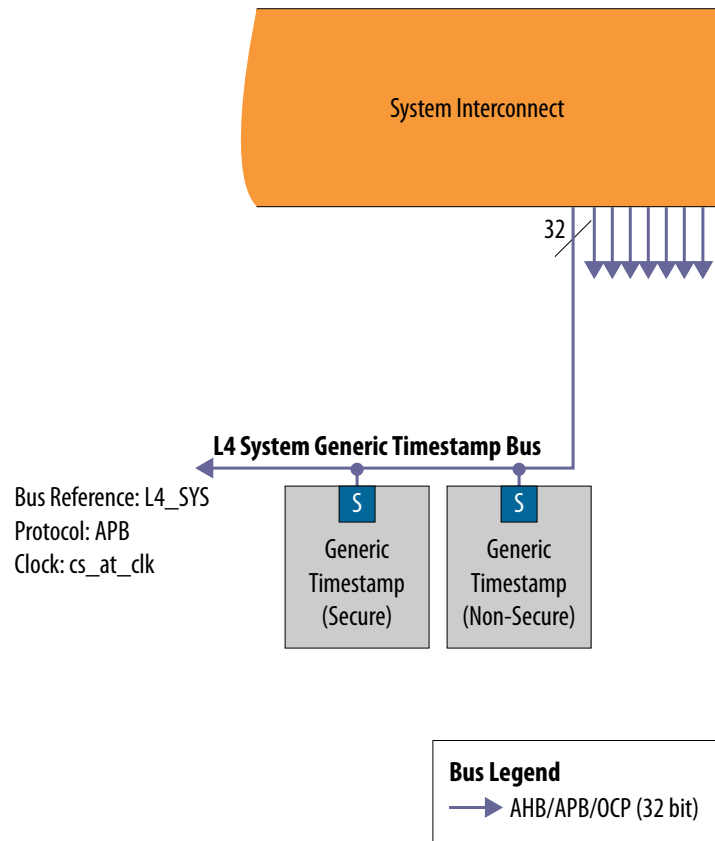 System Interconnect
32
L4 System Generic Timestamp Bus
Bus Reference: L4_SYS
Protocol: APB
Clock: cs_at_clk
S
Generic
Timestamp
(Secure)
S
Generic
Timestamp
(Non-Secure)
Bus Legend
AHB/APB/OCP (32 bit)